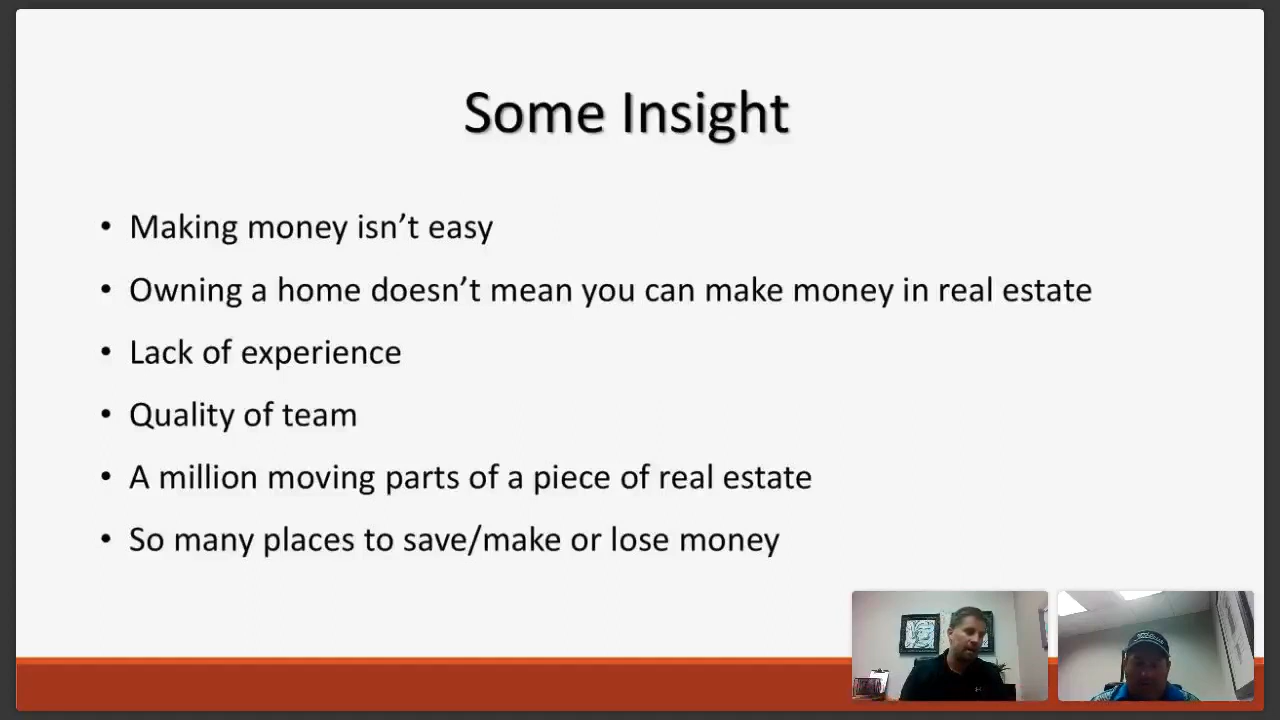 Some Insight
• Making money isn’t easy
• Owning a home doesn’t mean you can make money in real estate
• Lack of experience
• Quality of team
• A million moving parts of a piece of real estate
• So many places to save/make or lose money